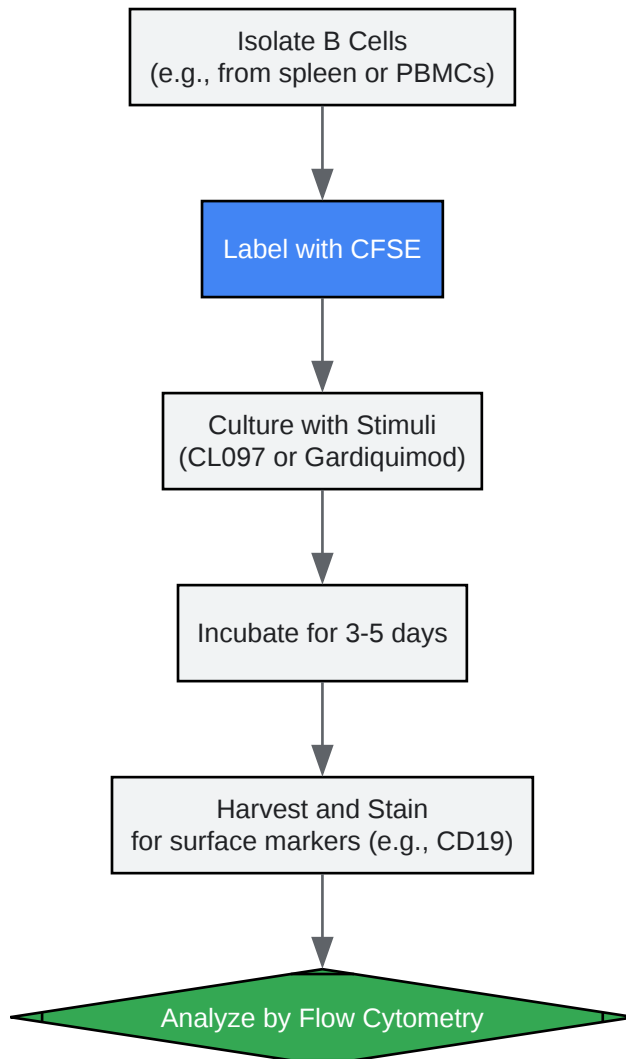 Isolate B Cells
(e.g., from spleen or PBMCs)
Label with CFSE
Culture with Stimuli
(CL097 or Gardiquimod)
Incubate for 3-5 days
Harvest and Stain
for surface markers (e.g., CD19)
Analyze by Flow Cytometry